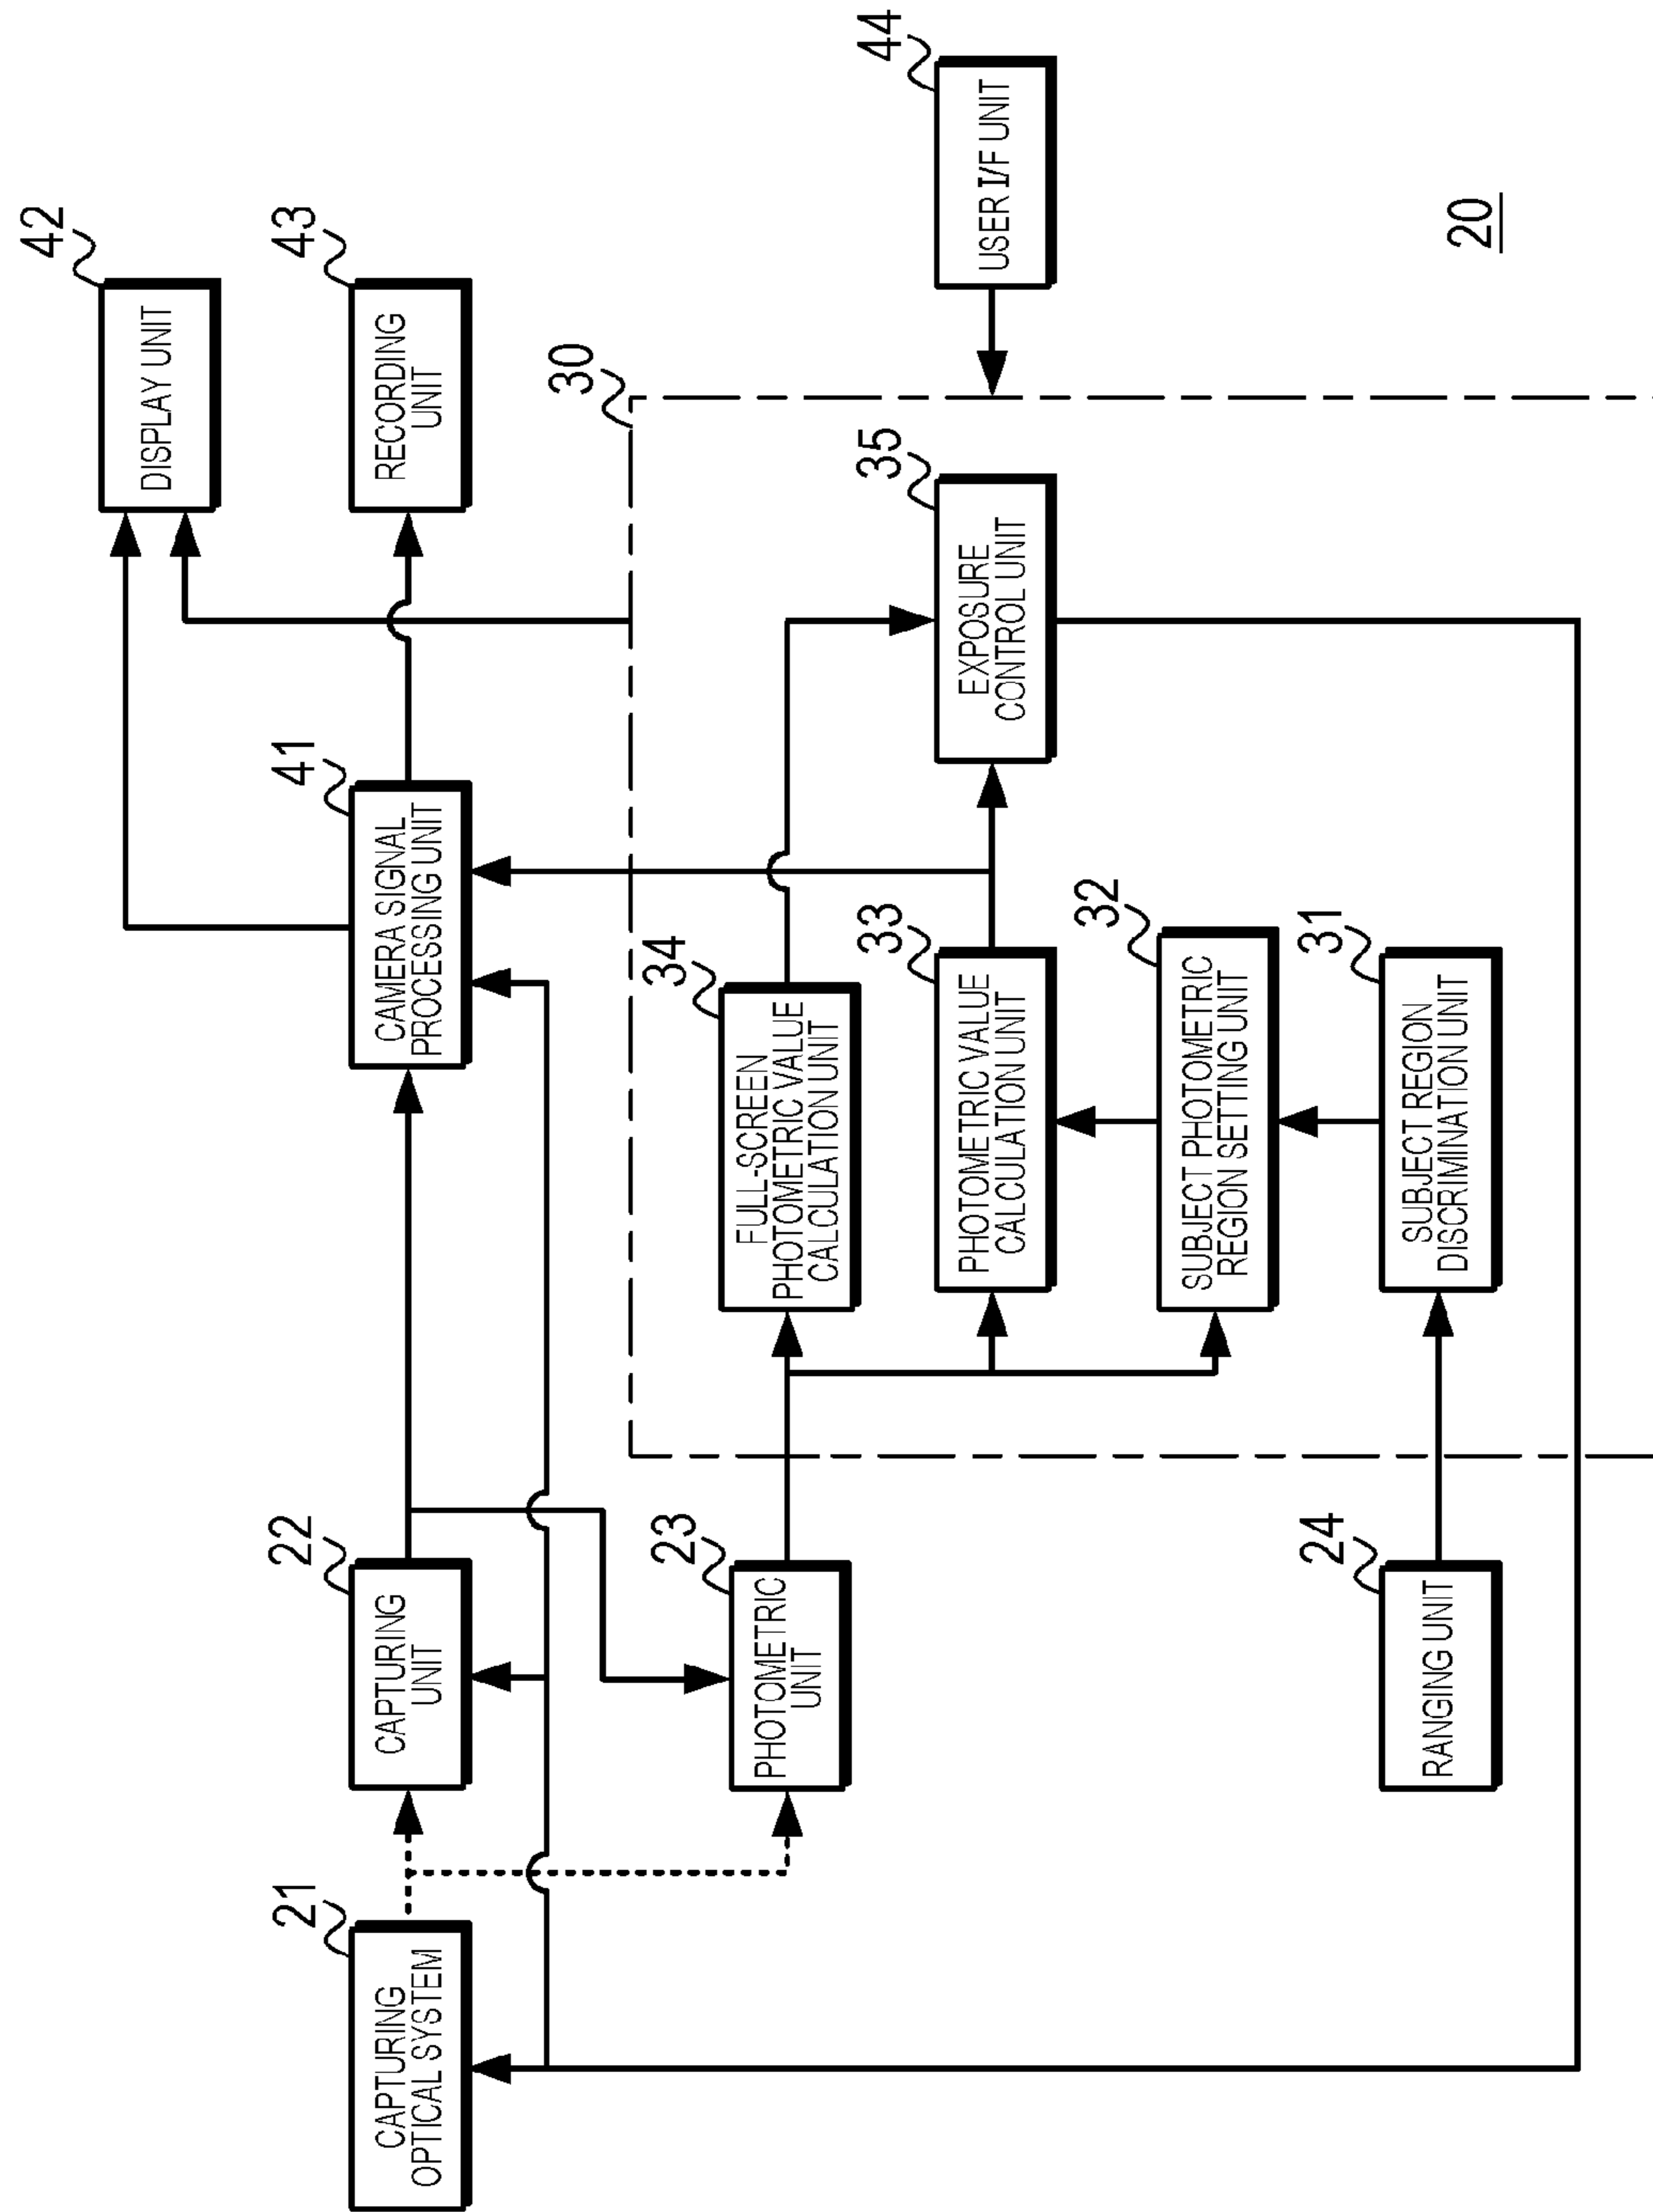 42
DISPLAY UNIT
43
RECORDING
UNIT
41
CAMERA SIGNAL
PROCESSING UNIT
22
CAPTURING
UNIT
21
CAPTURING
OPTICAL SYSTEM
30
23
PHOTOMETRIC
UNIT
34
FULL-SCREEN
PHOTOMETRIC VALUE
CALCULATION UNIT
35
EXPOSURE
CONTROL UNIT
44
USER I/F UNIT
33
PHOTOMETRIC VALUE
CALCULATION UNIT
32
SUBJECT PHOTOMETRIC
REGION SETTING UNIT
24
RANGING UNIT
31
SUBJECT REGION
DISCRIMINATION UNIT
20